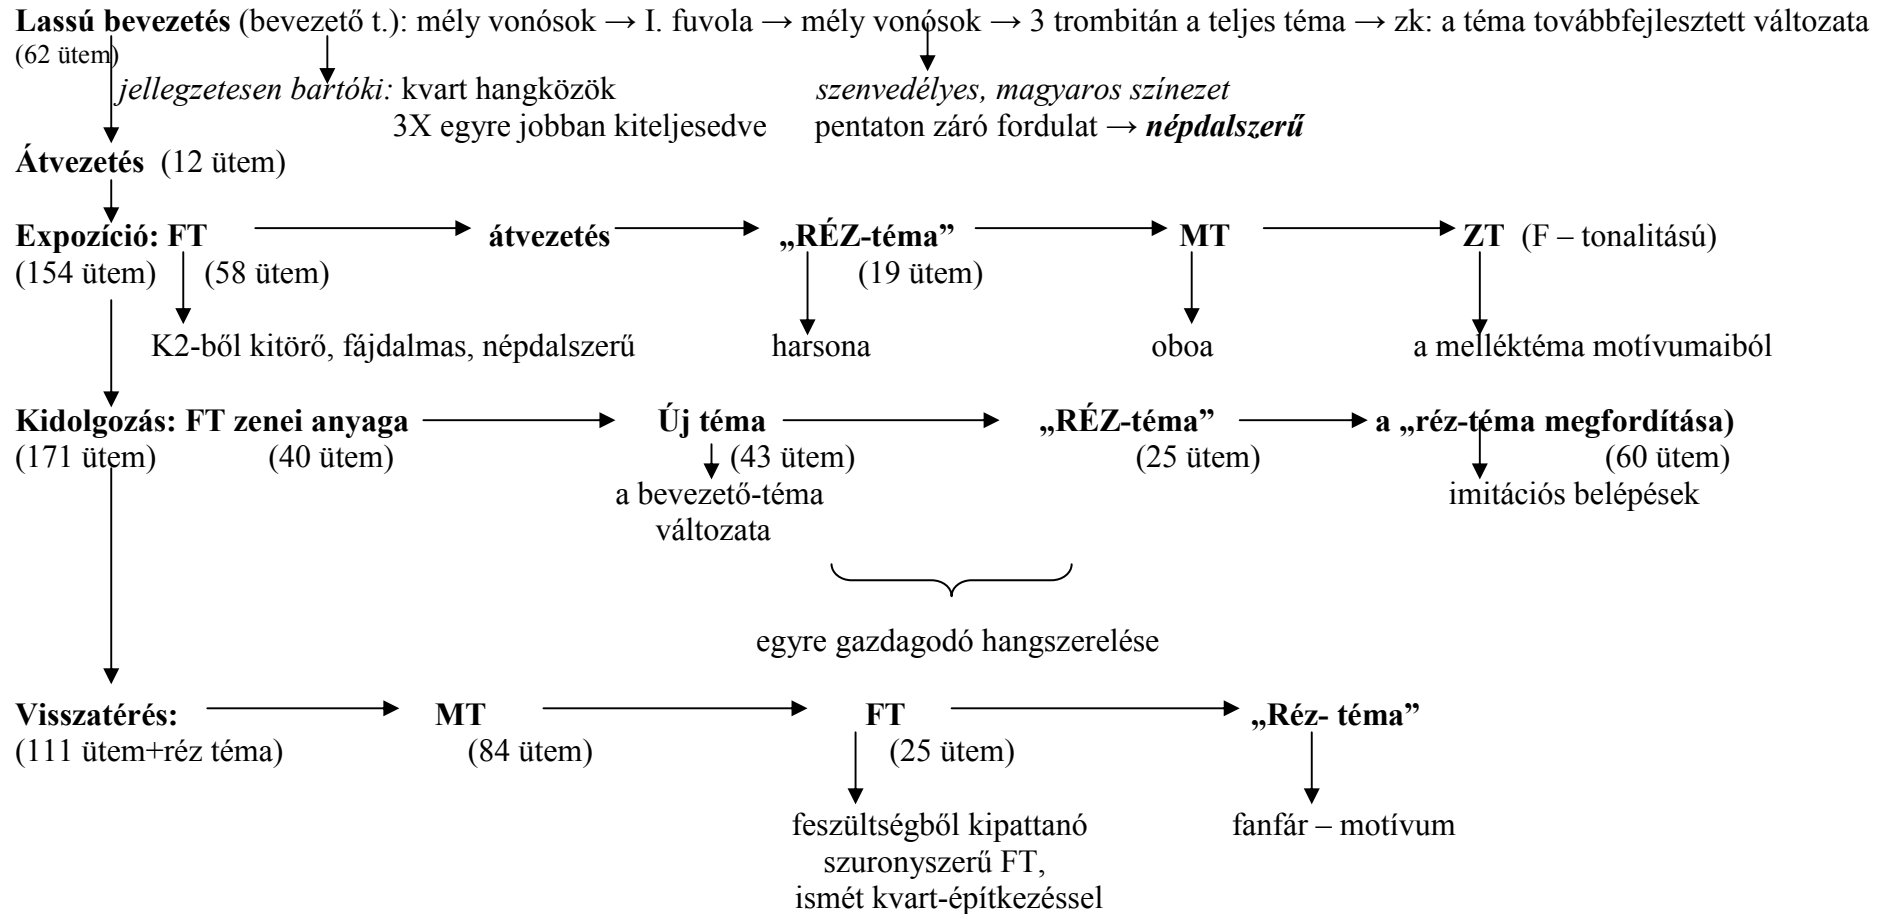 Lassú bevezetés (bevezető t.): mély vonósok → I. fuvola → mély vonósok → 3 trombitán a teljes téma → zk: a téma továbbfejlesztett változata
(62 ütem)
jellegzetesen bartóki: kvart hangközök szenvedélyes, magyaros színezet
3X egyre jobban kiteljesedve pentaton záró fordulat → népdalszerű
Átvezetés (12 ütem)
Expozíció: FT átvezetés „RÉZ-téma” MT ZT (F – tonalitású)
(154 ütem) (58 ütem) (19 ütem)
K2-ből kitörő, fájdalmas, népdalszerű harsona oboa a melléktéma motívumaiból
Kidolgozás: FT zenei anyaga Új téma „RÉZ-téma” a „réz-téma megfordítása)
(171 ütem) (40 ütem) (43 ütem) (25 ütem) (60 ütem)
a bevezető-téma imitációs belépések
változata
egyre gazdagodó hangszerelése
Visszatérés: MT FT „Réz- téma”
(111 ütem+réz téma) (84 ütem) (25 ütem)
feszültségből kipattanó fanfár – motívum
szuronyszerű FT,
ismét kvart-építkezéssel